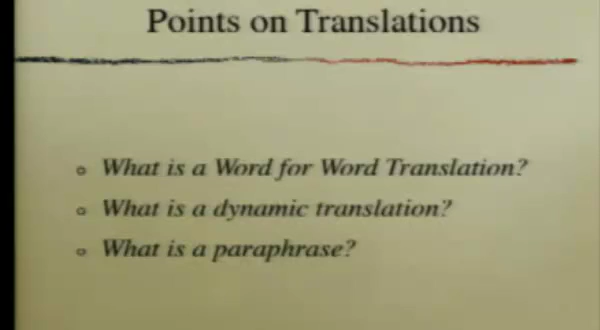 Points on Translations
What is a Word for Word Translation?
What is a dynamic translation?
What is a paraphrase?